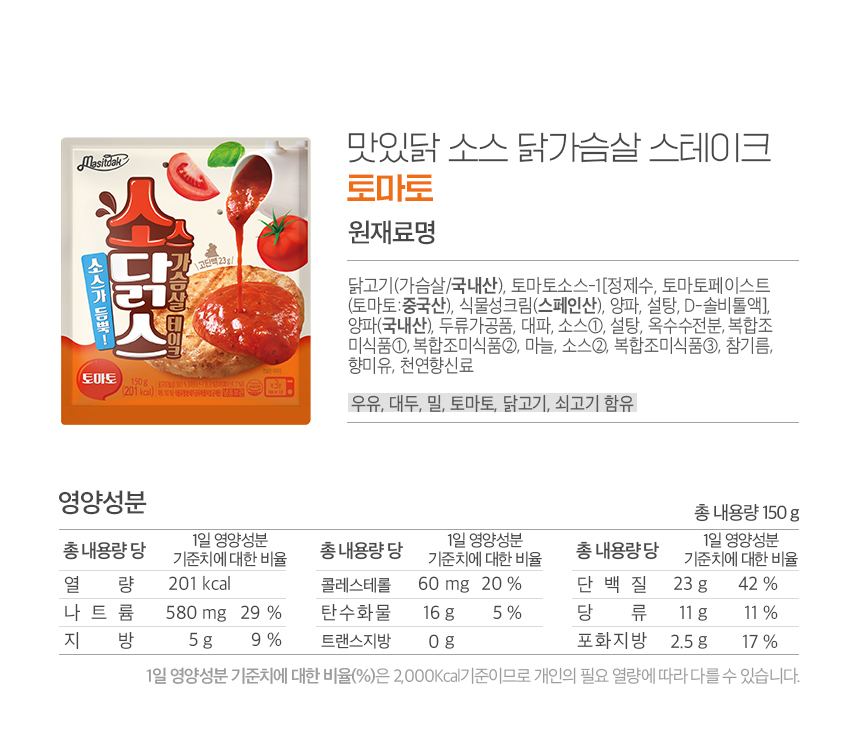 맛있닭 소스 닭가슴살 스테이크
토마토
원재료명
닭고기(가슴살/국내산), 토마토소스-1[정제수, 토마토페이스트
(토마토:중국산), 식물성크림(스페인산), 양파, 설탕, D-솔비톨액],
양파(국내산), 두류가공품, 대파, 소스①, 설탕, 옥수수전분, 복합조
미식품①, 복합조미식품②, 마늘, 소스②, 복합조미식품③, 참기름,
향미유, 천연향신료
우유, 대두, 밀, 토마토, 닭고기, 쇠고기 함유
Masitdak
소스
닭가슴살
스테이크
고단백 23g
소스가 듬뿍!
토마토
150 g
(201 kcal)
영양성분
총 내용량 150 g
총 내용량 당 1일 영양성분 기준치에 대한 비율
열 량 201 kcal
나 트 륨 580 mg 29 %
지 방 5 g 9 %
총 내용량 당 1일 영양성분 기준치에 대한 비율
콜레스테롤 60 mg 20 %
탄수화물 16 g 5 %
트랜스지방 0 g
총 내용량 당 1일 영양성분 기준치에 대한 비율
단 백 질 23 g 42 %
당 류 11 g 11 %
포화지방 2.5 g 17 %
1일 영양성분 기준치에 대한 비율(%)은 2,000Kcal기준이므로 개인의 필요 열량에 따라 다를 수 있습니다.